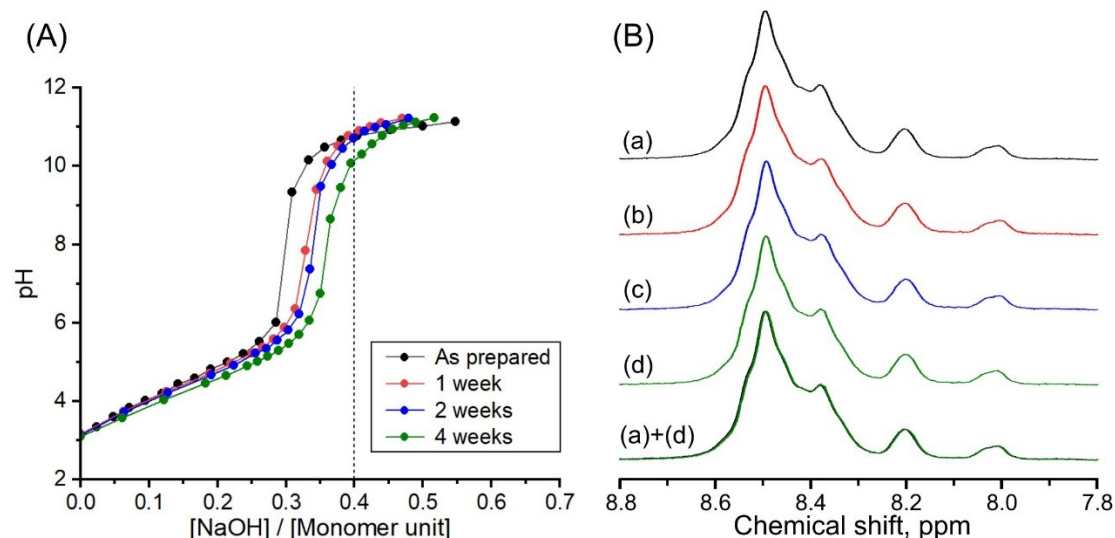 (A)
12
10
8
6
4
2
pH
0.0 0.1 0.2 0.3 0.4 0.5 0.6 0.7
[NaOH] / [Monomer unit]
As prepared
1 week
2 weeks
4 weeks
(B)
(a)
(b)
(c)
(d)
(a)+(d)
8.8 8.6 8.4 8.2 8.0 7.8
Chemical shift, ppm